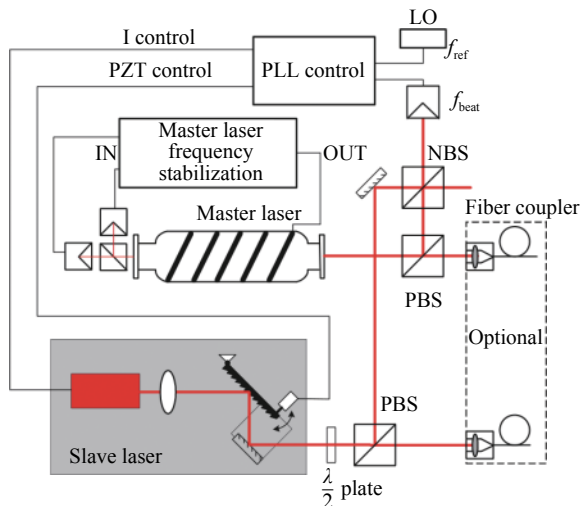 LO
I control
f_ref
PZT control
PLL control
f_beat
Master laser
frequency
stabilization
IN
OUT
NBS
Master laser
Fiber coupler
PBS
Optional
PBS
Slave laser
λ/2 plate